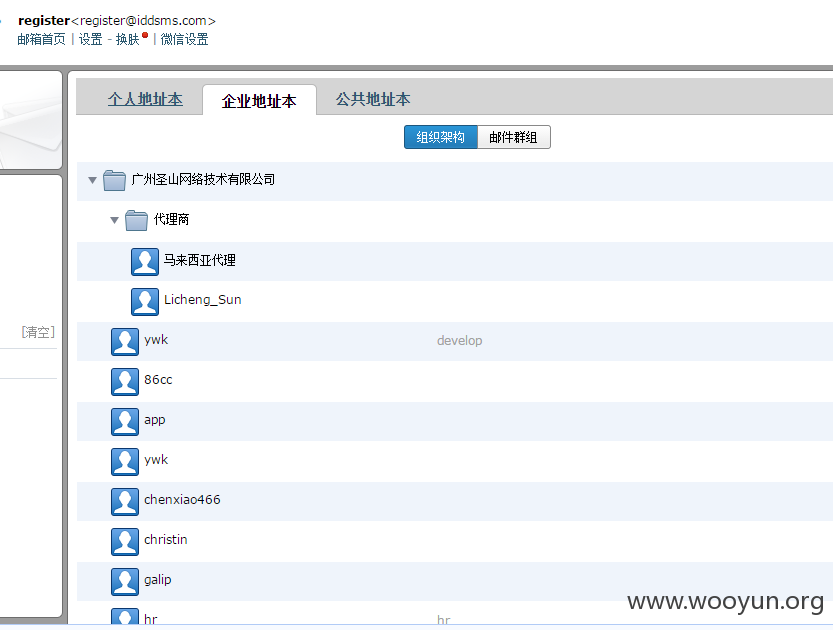 register<register@iddsms.com>
邮箱首页 | 设置 - 换肤 | 微信设置
个人地址本 企业地址本 公共地址本
组织架构 邮件群组
广州圣山网络技术有限公司
代理商
马来西亚代理
Licheng_Sun
[清空]
ywk develop
86cc
app
ywk
chenxiao466
christin
galip
hr hr
www.wooyun.org